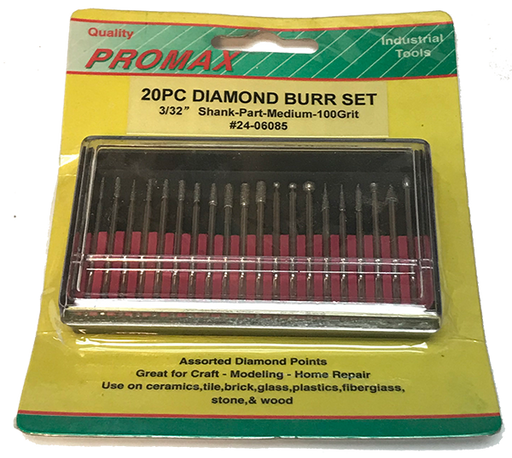 Quality
PROMAX
Industrial
Tools
20PC DIAMOND BURR SET
3/32" Shank-Part-Medium-100Grit
#24-06085
Assorted Diamond Points
Great for Craft - Modeling - Home Repair
Use on ceramics,tile,brick,glass,plastics,fiberglass,
stone,& wood